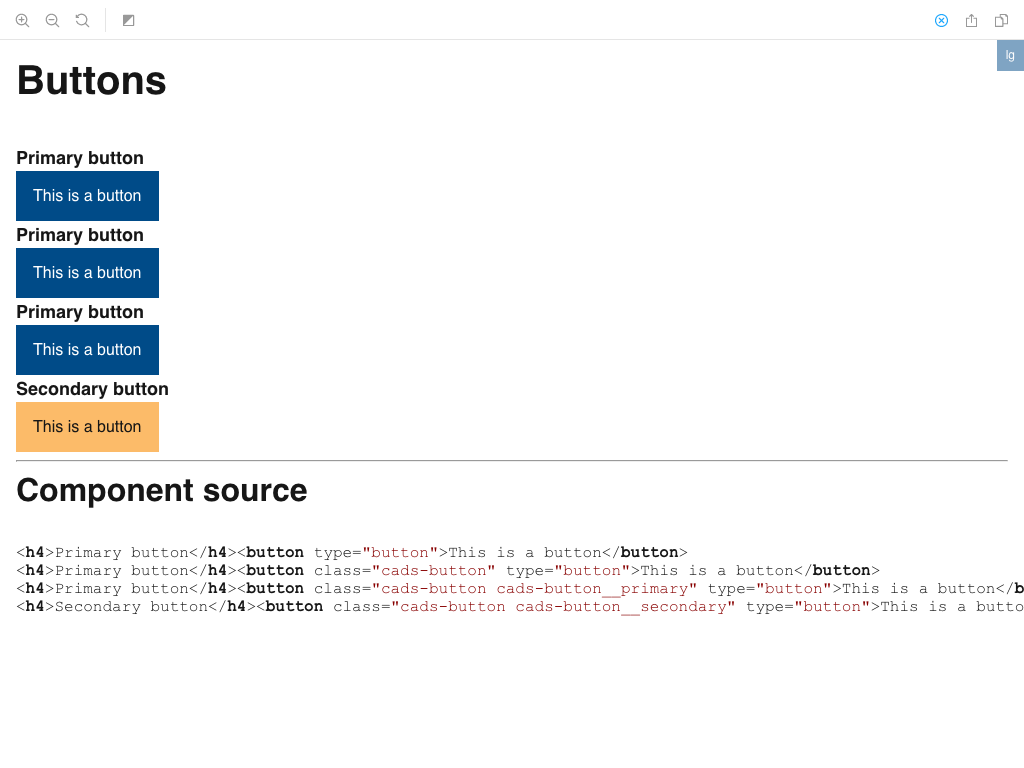 lg
Buttons
Primary button
This is a button
Primary button
This is a button
Primary button
This is a button
Secondary button
This is a button
Component source
<h4>Primary button</h4><button type="button">This is a button</button>
<h4>Primary button</h4><button class="cads-button" type="button">This is a button</button>
<h4>Primary button</h4><button class="cads-button cads-button__primary" type="button">This is a button</b
<h4>Secondary button</h4><button class="cads-button cads-button__secondary" type="button">This is a butto